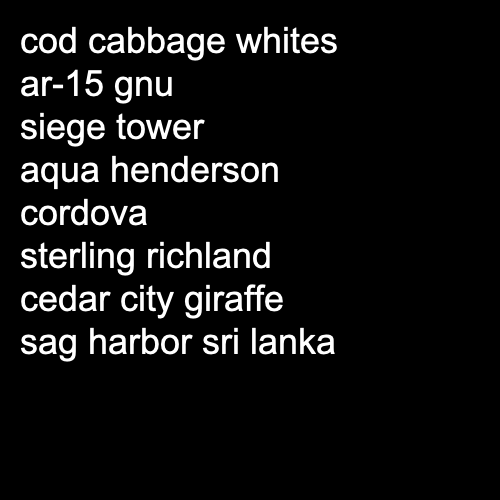 cod cabbage whites
ar-15 gnu
siege tower
aqua henderson
cordova
sterling richland
cedar city giraffe
sag harbor sri lanka